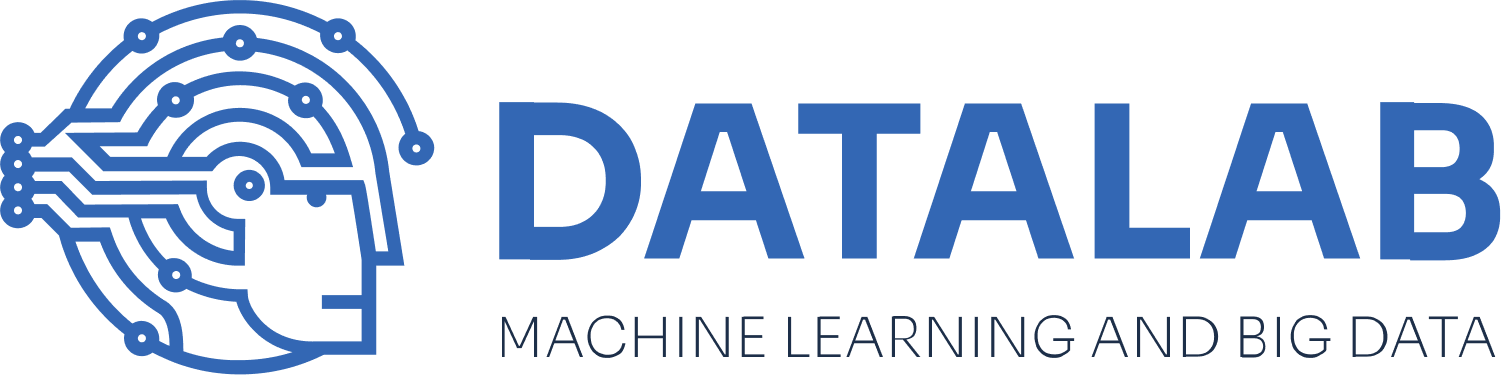 DATALAB
MACHINE LEARNING AND BIG DATA